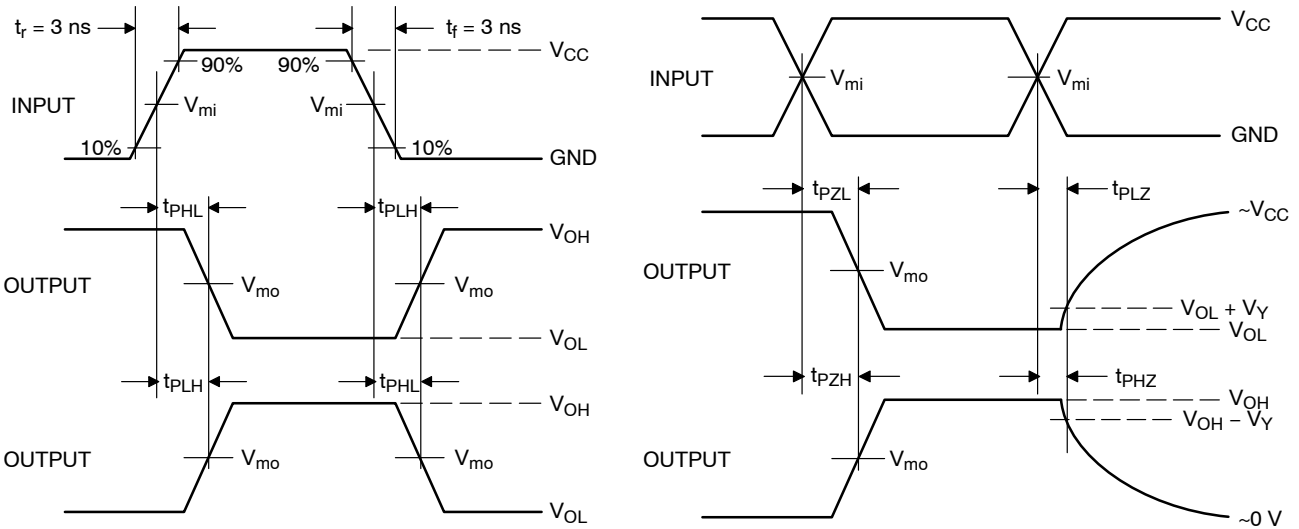 t_r = 3 ns
t_f = 3 ns
V_CC
90%
90%
INPUT
V_mi
V_mi
10%
10%
GND
t_PHL
t_PLH
V_OH
OUTPUT
V_mo
V_mo
V_OL
t_PLH
t_PHL
V_OH
OUTPUT
V_mo
V_mo
V_OL
V_CC
INPUT
V_mi
V_mi
GND
t_PZL
t_PLZ
~V_CC
OUTPUT
V_mo
V_OL + V_Y
V_OL
t_PZH
t_PHZ
V_OH
V_OH – V_Y
OUTPUT
V_mo
~0 V